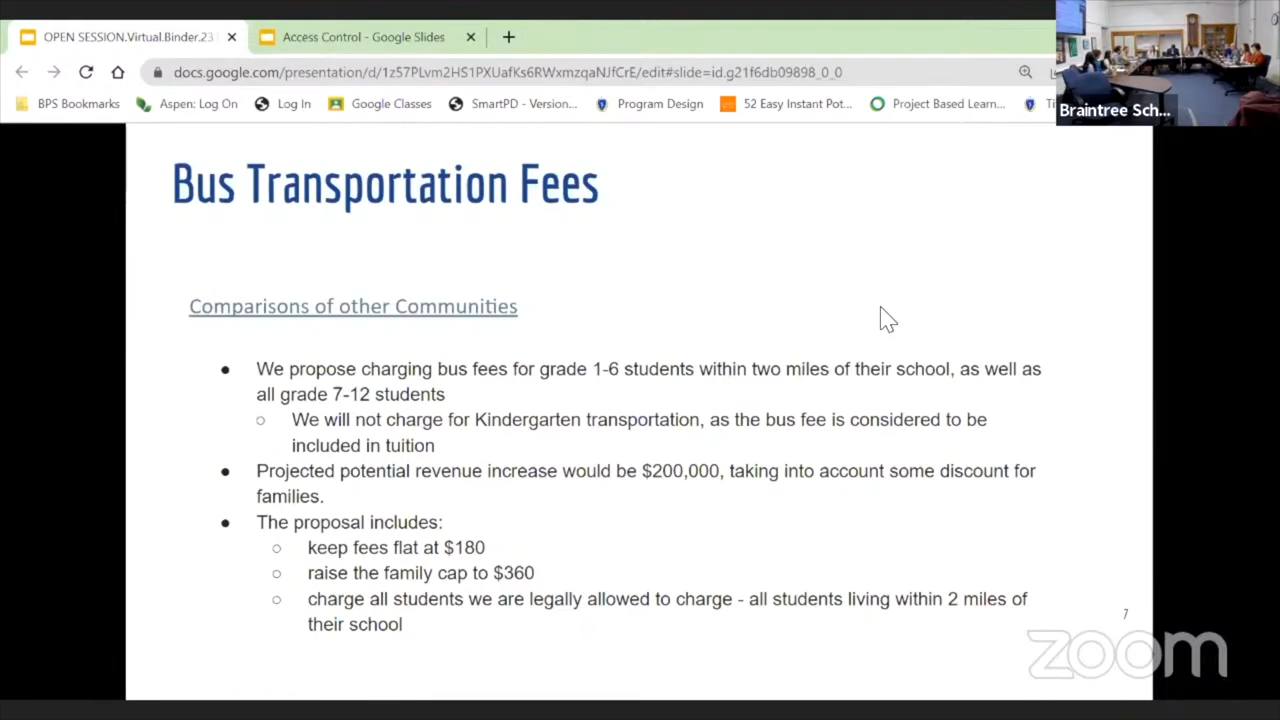 OPEN SESSION.Virtual.Binder.23
Access Control - Google Slides
docs.google.com/presentation/d/1z57PLvm2HS1PXUafKs6RWxmzqaNJfCrE/edit#slide=id.g21f6db09898_0_0
BPS Bookmarks Aspen: Log On Log In Google Classes SmartPD - Version... Program Design 52 Easy Instant Pot... Project Based Learn...
Braintree Sch...
Bus Transportation Fees
Comparisons of other Communities
● We propose charging bus fees for grade 1-6 students within two miles of their school, as well as
all grade 7-12 students
○ We will not charge for Kindergarten transportation, as the bus fee is considered to be
included in tuition
● Projected potential revenue increase would be $200,000, taking into account some discount for
families.
● The proposal includes:
○ keep fees flat at $180
○ raise the family cap to $360
○ charge all students we are legally allowed to charge - all students living within 2 miles of
their school
7
zoom